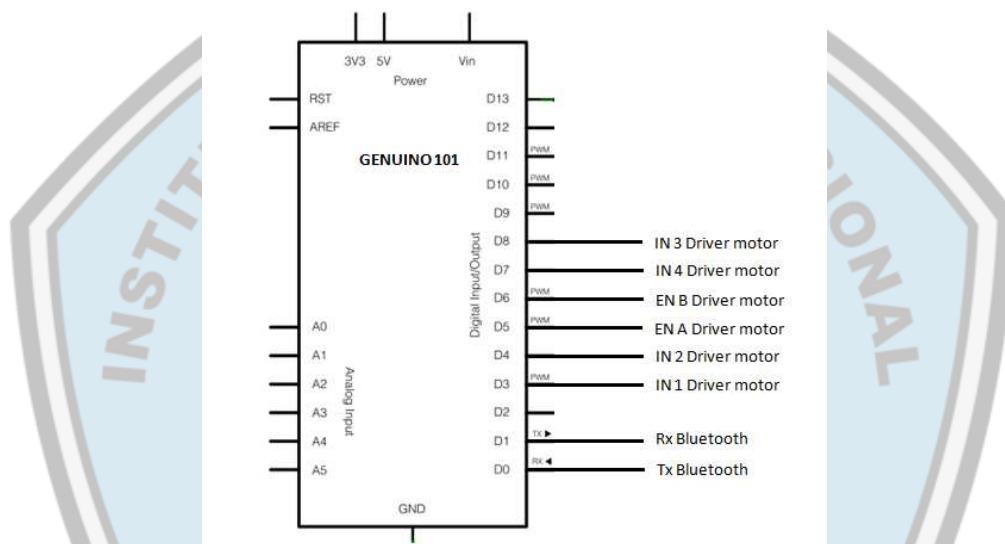 3V3 5V Vin
Power
RST
AREF
GENUINO 101
D13
D12
D11 PWM
D10 PWM
D9 PWM
D8 IN 3 Driver motor
D7 IN 4 Driver motor
D6 PWM EN B Driver motor
D5 PWM EN A Driver motor
D4 IN 2 Driver motor
D3 PWM IN 1 Driver motor
D2
D1 TX ▶ Rx Bluetooth
D0 RX ◀ Tx Bluetooth
Digital Input/Output
A0
A1
A2
A3
A4
A5
Analog Input
GND
INSTIT
IONAL